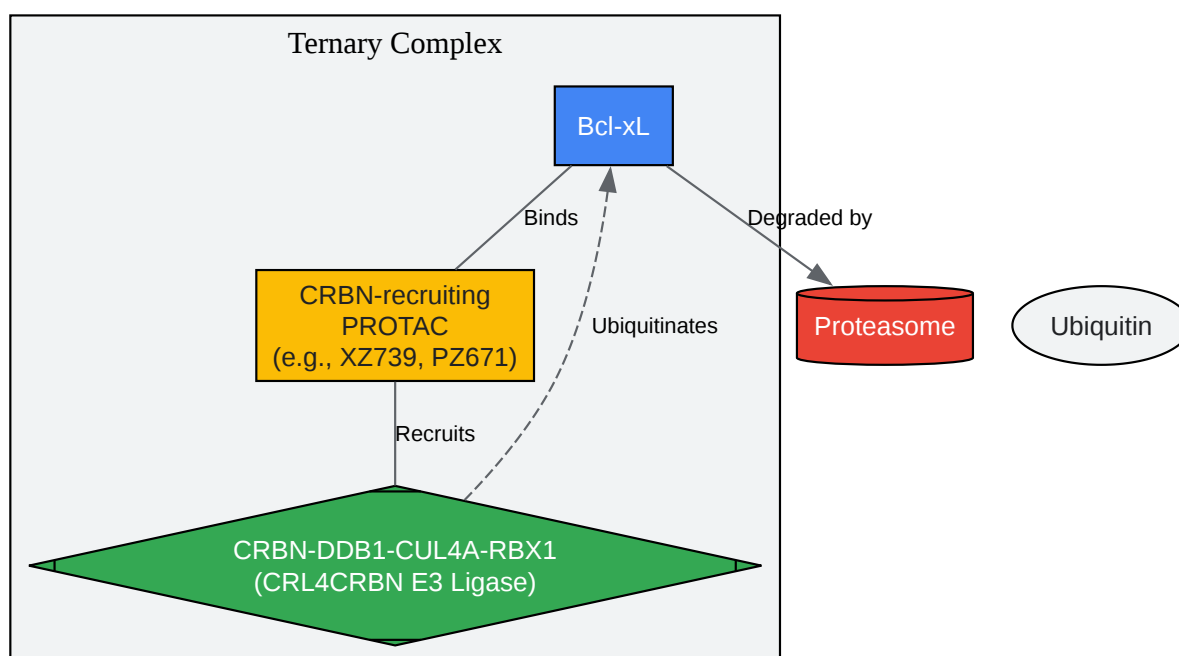 Ternary Complex
Bcl-xL
Binds
Degraded by
CRBN-recruiting
PROTAC
(e.g., XZ739, PZ671)
Ubiquitinates
Proteasome
Ubiquitin
Recruits
CRBN-DDB1-CUL4A-RBX1
(CRL4CRBN E3 Ligase)